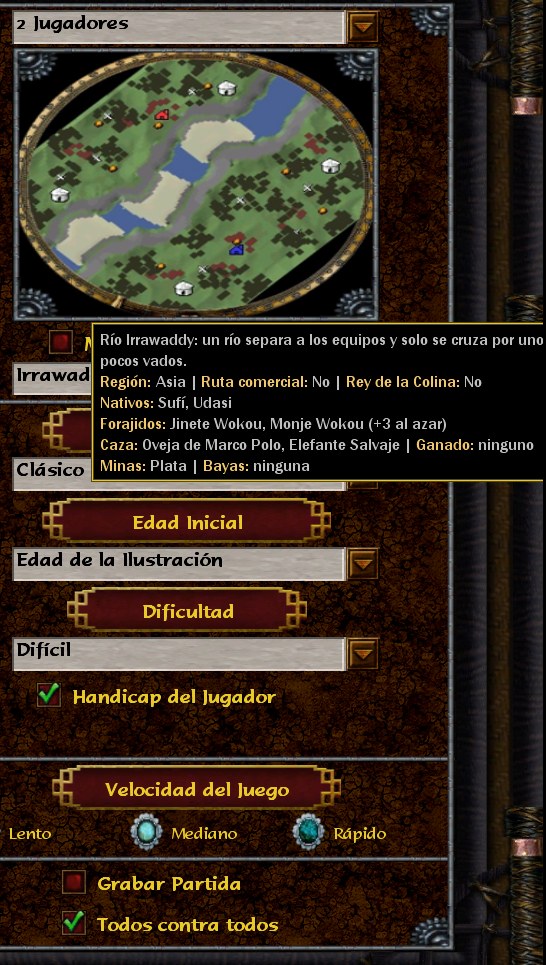 2 Jugadores
Río Irrawaddy: un río separa a los equipos y solo se cruza por uno
pocos vados.
Región: Asia | Ruta comercial: No | Rey de la Colina: No
Nativos: Sufí, Udasi
Forajidos: Jinete Wokou, Monje Wokou (+3 al azar)
Caza: Oveja de Marco Polo, Elefante Salvaje | Ganado: ninguno
Minas: Plata | Bayas: ninguna
Irrawad
Clásico
Edad Inicial
Edad de la Ilustración
Dificultad
Difícil
Handicap del Jugador
Velocidad del Juego
Lento Mediano Rápido
Grabar Partida
Todos contra todos